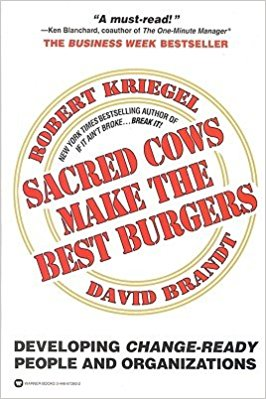 "A must-read!"
—Ken Blanchard, coauthor of The One-Minute Manager®
THE BUSINESS WEEK BESTSELLER
ROBERT KRIEGEL
NEW YORK TIMES BESTSELLING AUTHOR OF
IF IT AIN'T BROKE...BREAK IT!
SACRED COWS
MAKE THE
BEST BURGERS
DAVID BRANDT
DEVELOPING CHANGE-READY
PEOPLE AND ORGANIZATIONS
WARNER BOOKS